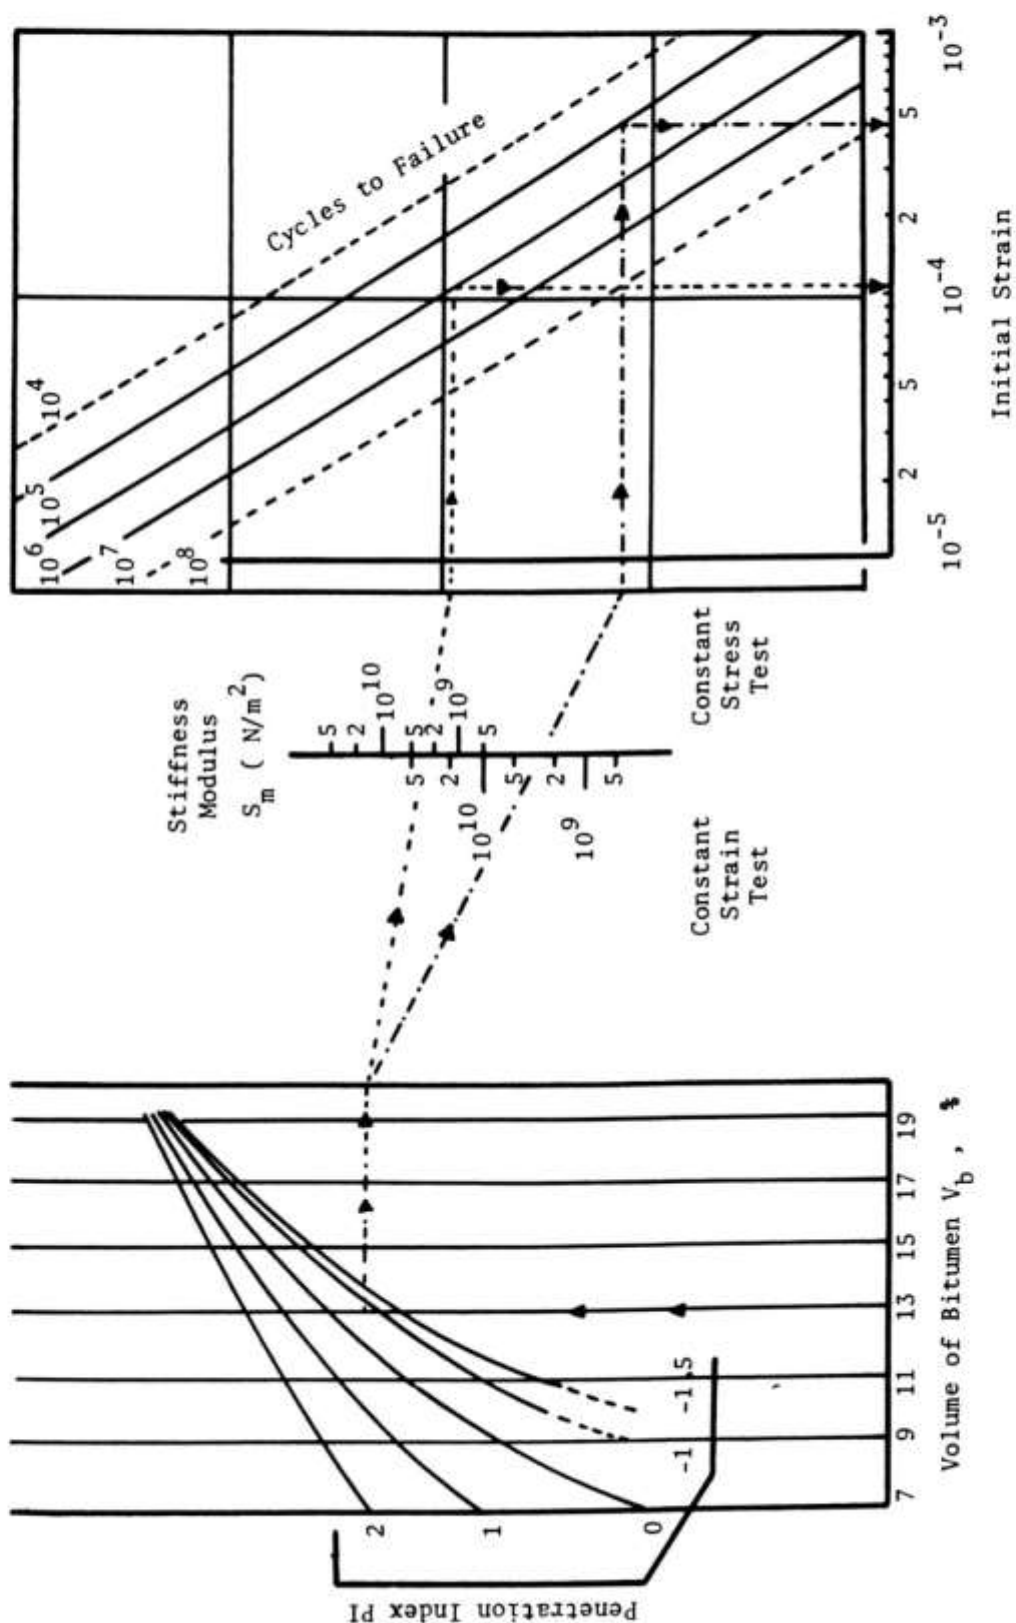 Penetration Index PI
2
1
0
-1
-1.5
7
9
11
13
15
17
19
Volume of Bitumen V_b , %
Stiffness
Modulus
S_m ( N/m^2)
5
2
10^10
5
2
10^9
5
5
2
10^10
5
2
10^9
5
Constant
Strain
Test
Constant
Stress
Test
Cycles to Failure
10^4
10^5
10^6
10^7
10^8
10^-5
2
5
10^-4
2
5
10^-3
Initial Strain